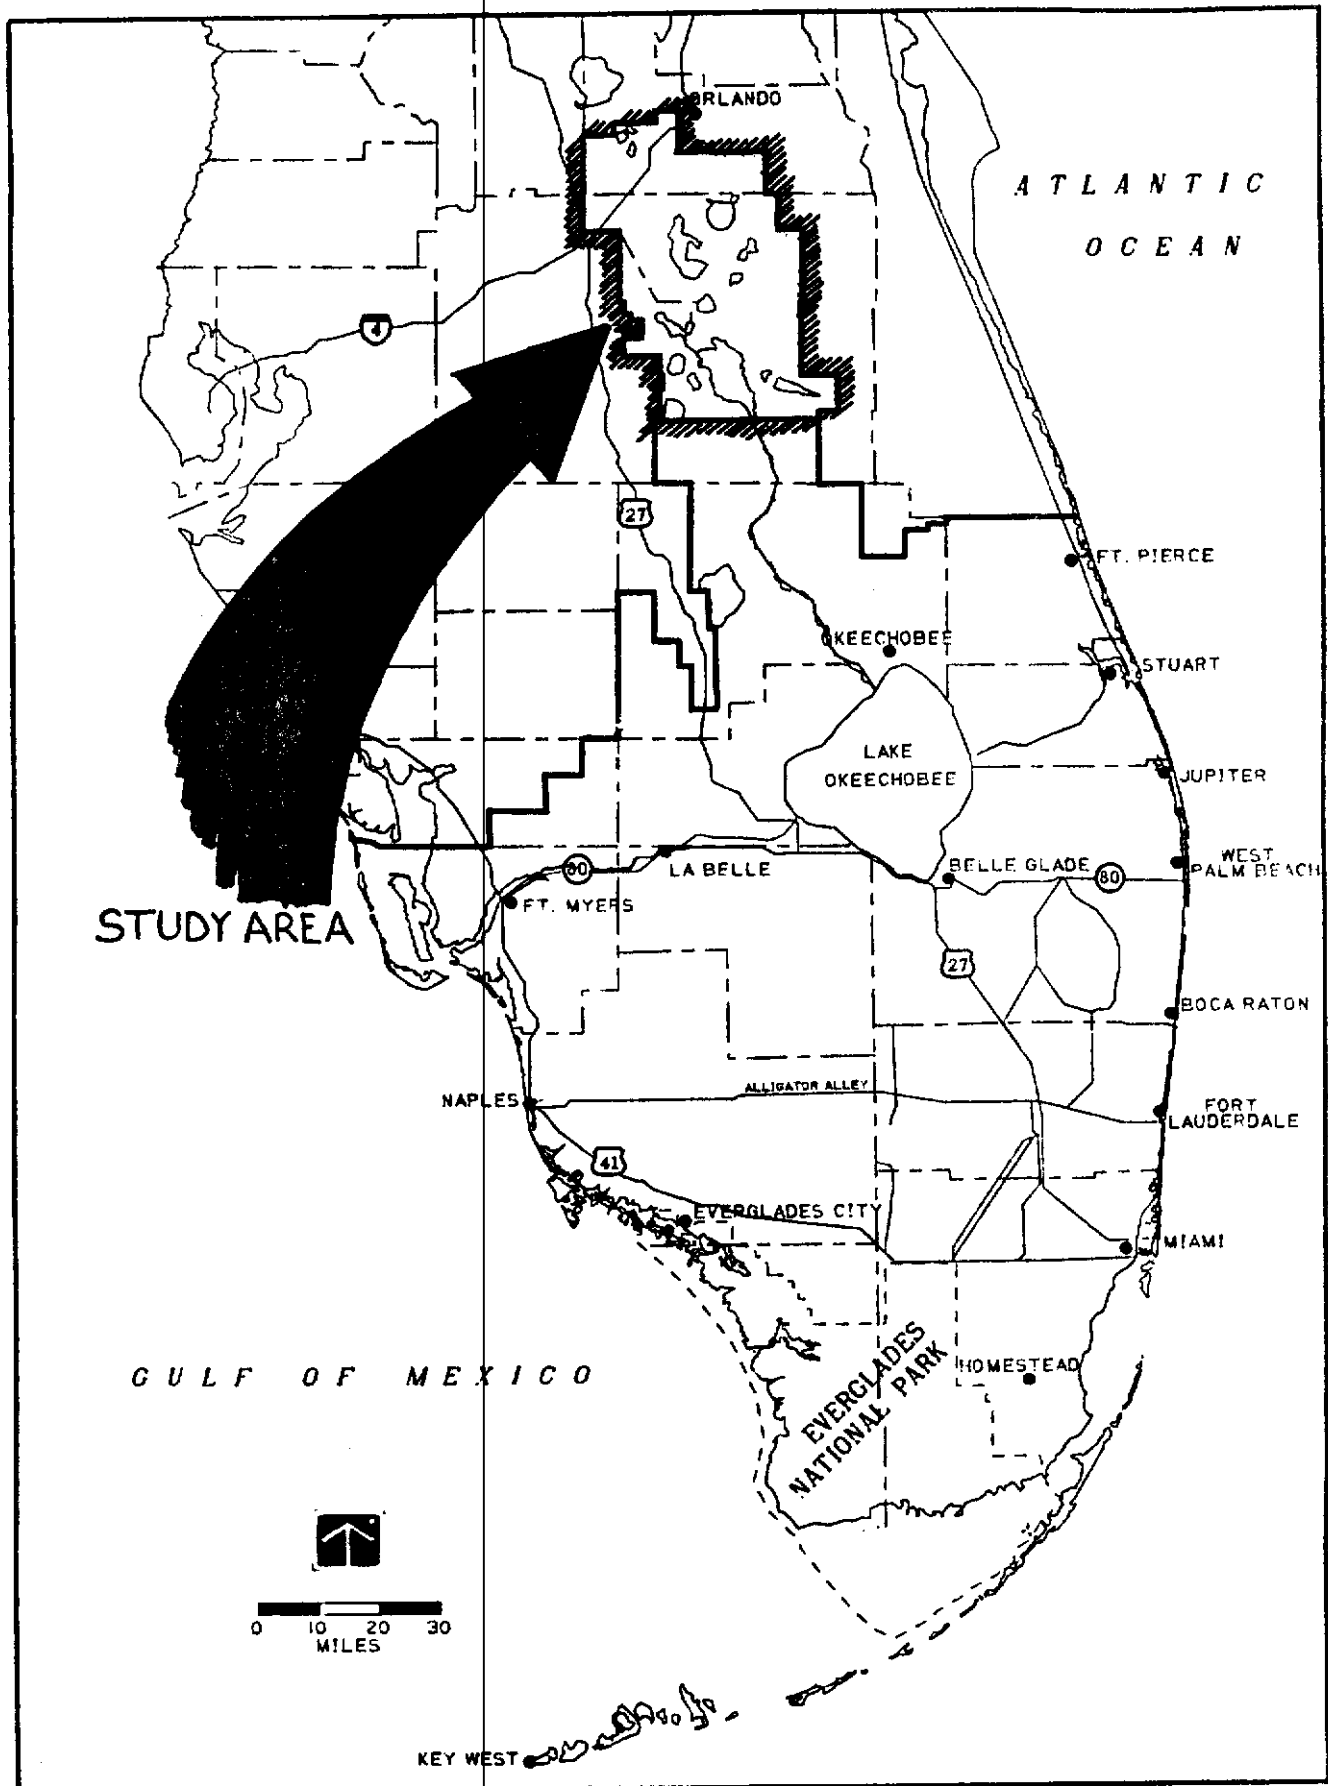 ORLANDO
ATLANTIC
OCEAN
4
27
FT. PIERCE
OKEECHOBEE
STUART
LAKE
OKEECHOBEE
JUPITER
WEST
PALM BEACH
BELLE GLADE
80
80
LA BELLE
FT. MYERS
STUDY AREA
27
BOCA RATON
ALLIGATOR ALLEY
NAPLES
FORT
LAUDERDALE
41
EVERGLADES CITY
MIAMI
EVERGLADES
NATIONAL PARK
HOMESTEAD
GULF OF MEXICO
0 10 20 30
MILES
KEY WEST